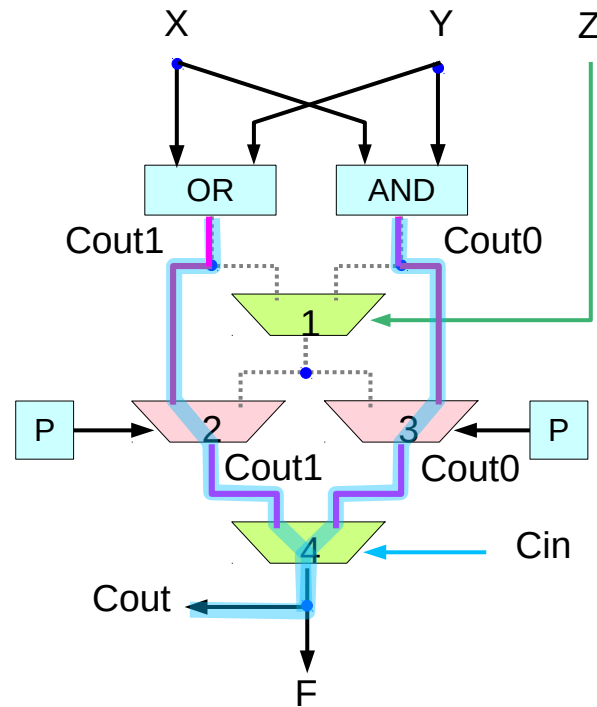 X Y Z
OR AND
Cout1 Cout0
1
P 2 3 P
Cout1 Cout0
4 Cin
Cout
F